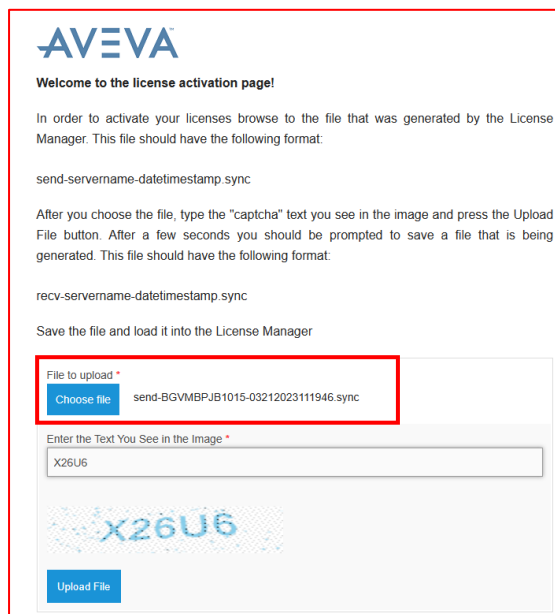 AVEVA™
Welcome to the license activation page!
In order to activate your licenses browse to the file that was generated by the License
Manager. This file should have the following format:
send-servername-datetimestamp.sync
After you choose the file, type the "captcha" text you see in the image and press the Upload
File button. After a few seconds you should be prompted to save a file that is being
generated. This file should have the following format:
recv-servername-datetimestamp.sync
Save the file and load it into the License Manager
File to upload *
Choose file send-BGVMBPJB1015-03212023111946.sync
Enter the Text You See in the Image *
X26U6
X26U6
Upload File